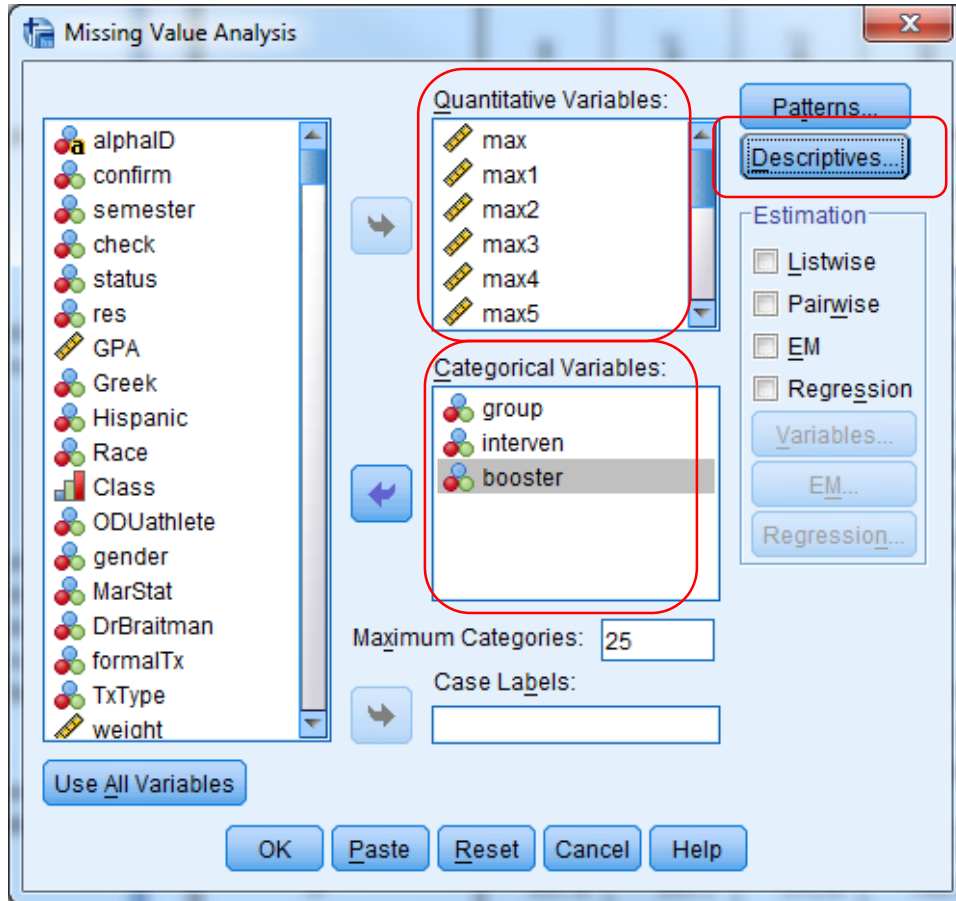 Missing Value Analysis
x
alphaID
confirm
semester
check
status
res
GPA
Greek
Hispanic
Race
Class
ODUathlete
gender
MarStat
DrBraitman
formalTx
TxType
weight
Use All Variables
Quantitative Variables:
max
max1
max2
max3
max4
max5
Categorical Variables:
group
interven
booster
Maximum Categories: 25
Case Labels:
Patterns...
Descriptives...
Estimation
Listwise
Pairwise
EM
Regression
Variables...
EM...
Regression...
OK Paste Reset Cancel Help